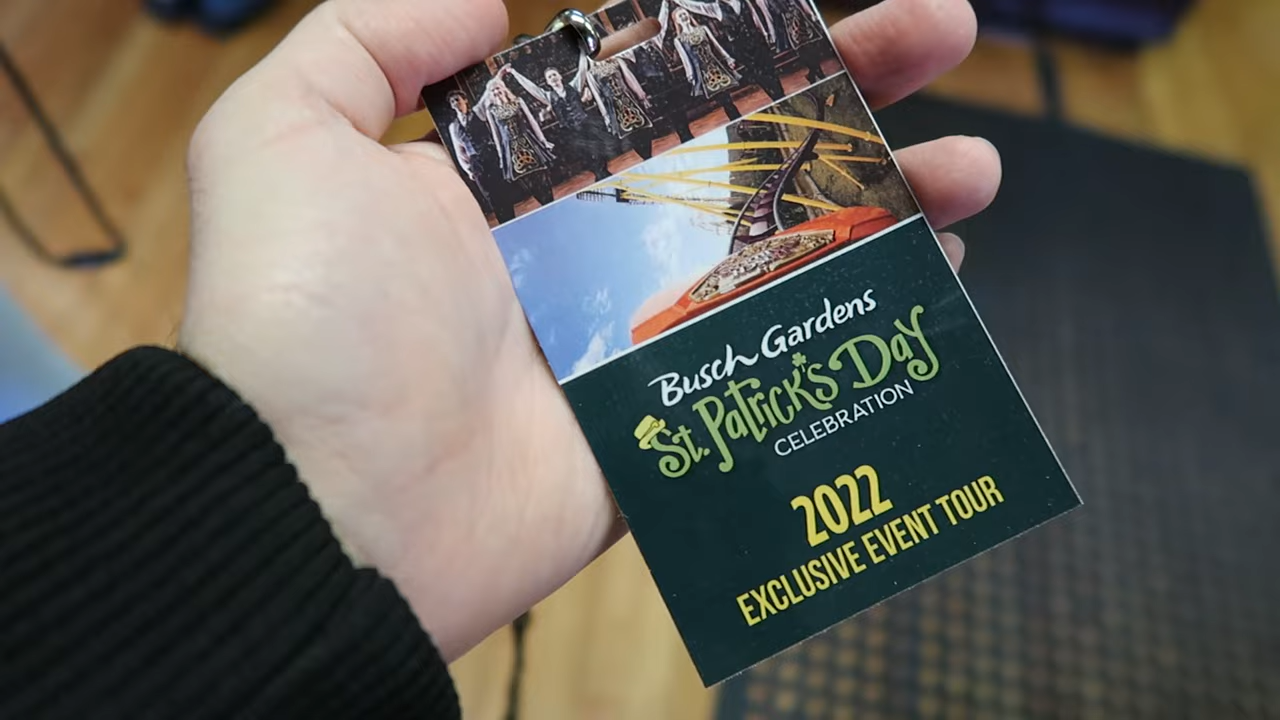 Busch Gardens
St. Patrick's Day
CELEBRATION
2022
EXCLUSIVE EVENT TOUR